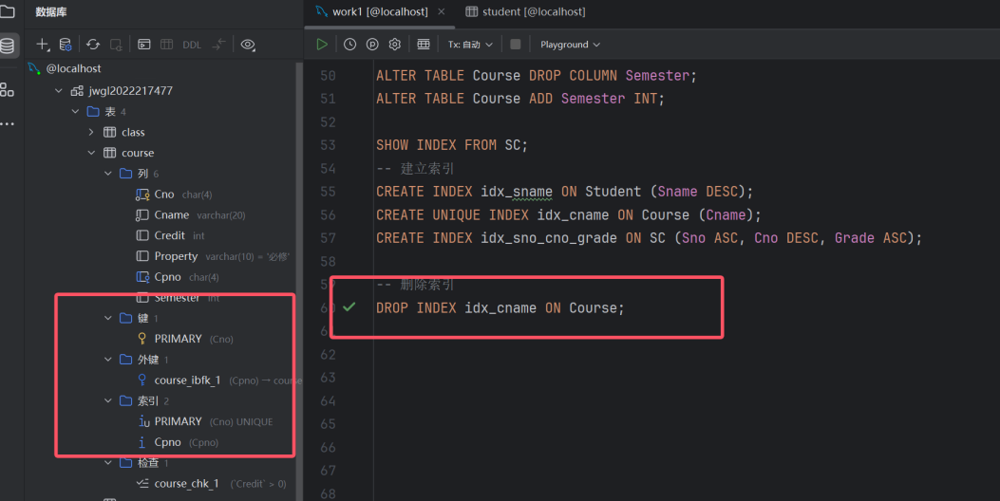 数据库
work1 [@localhost]
student [@localhost]
DDL
Tx: 自动
Playground
@localhost
jwgl2022217477
表 4
class
course
列 6
Cno char(4)
Cname varchar(20)
Credit int
Property varchar(10) = '必修'
Cpno char(4)
Semester int
键 1
PRIMARY (Cno)
外键 1
course_ibfk_1 (Cpno) → course
索引 2
PRIMARY (Cno) UNIQUE
Cpno (Cpno)
检查 1
course_chk_1 (`Credit` > 0)
50 ALTER TABLE Course DROP COLUMN Semester;
51 ALTER TABLE Course ADD Semester INT;
52
53 SHOW INDEX FROM SC;
54 -- 建立索引
55 CREATE INDEX idx_sname ON Student (Sname DESC);
56 CREATE UNIQUE INDEX idx_cname ON Course (Cname);
57 CREATE INDEX idx_sno_cno_grade ON SC (Sno ASC, Cno DESC, Grade ASC);
58
59 -- 删除索引
60 DROP INDEX idx_cname ON Course;
61
62
63
64
65
66
67
68